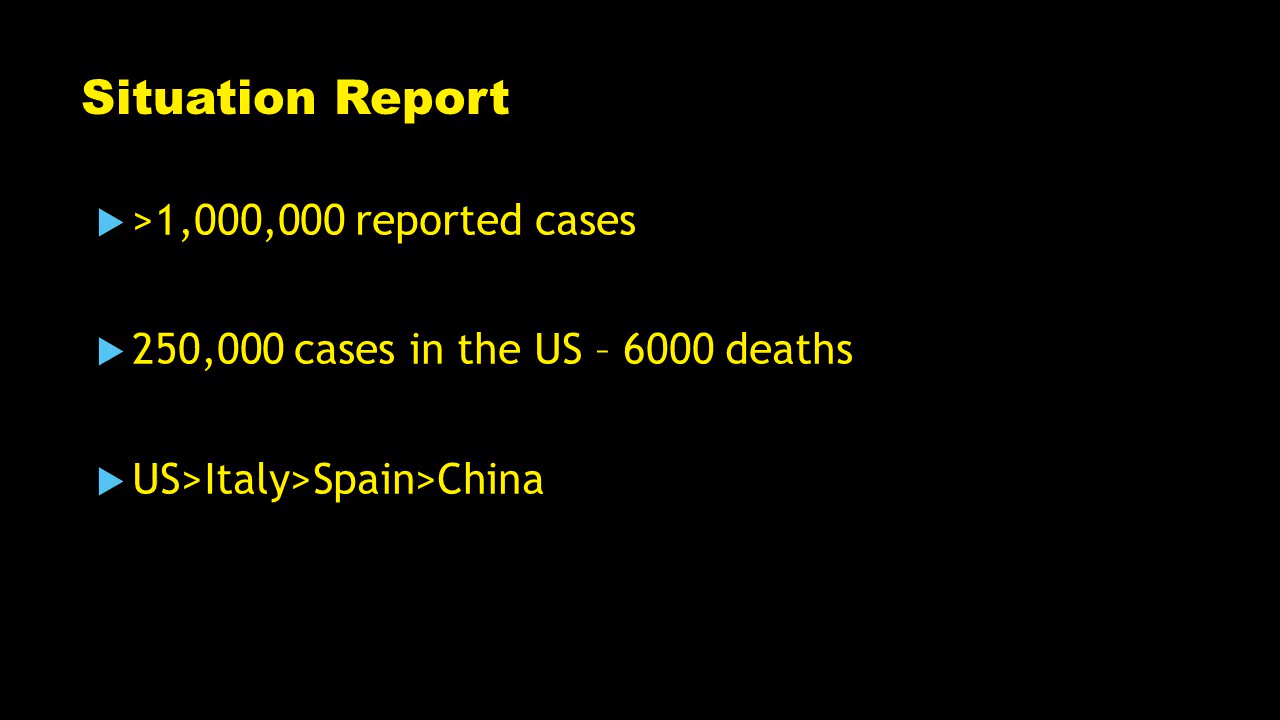 Situation Report
>1,000,000 reported cases
250,000 cases in the US – 6000 deaths
US>Italy>Spain>China